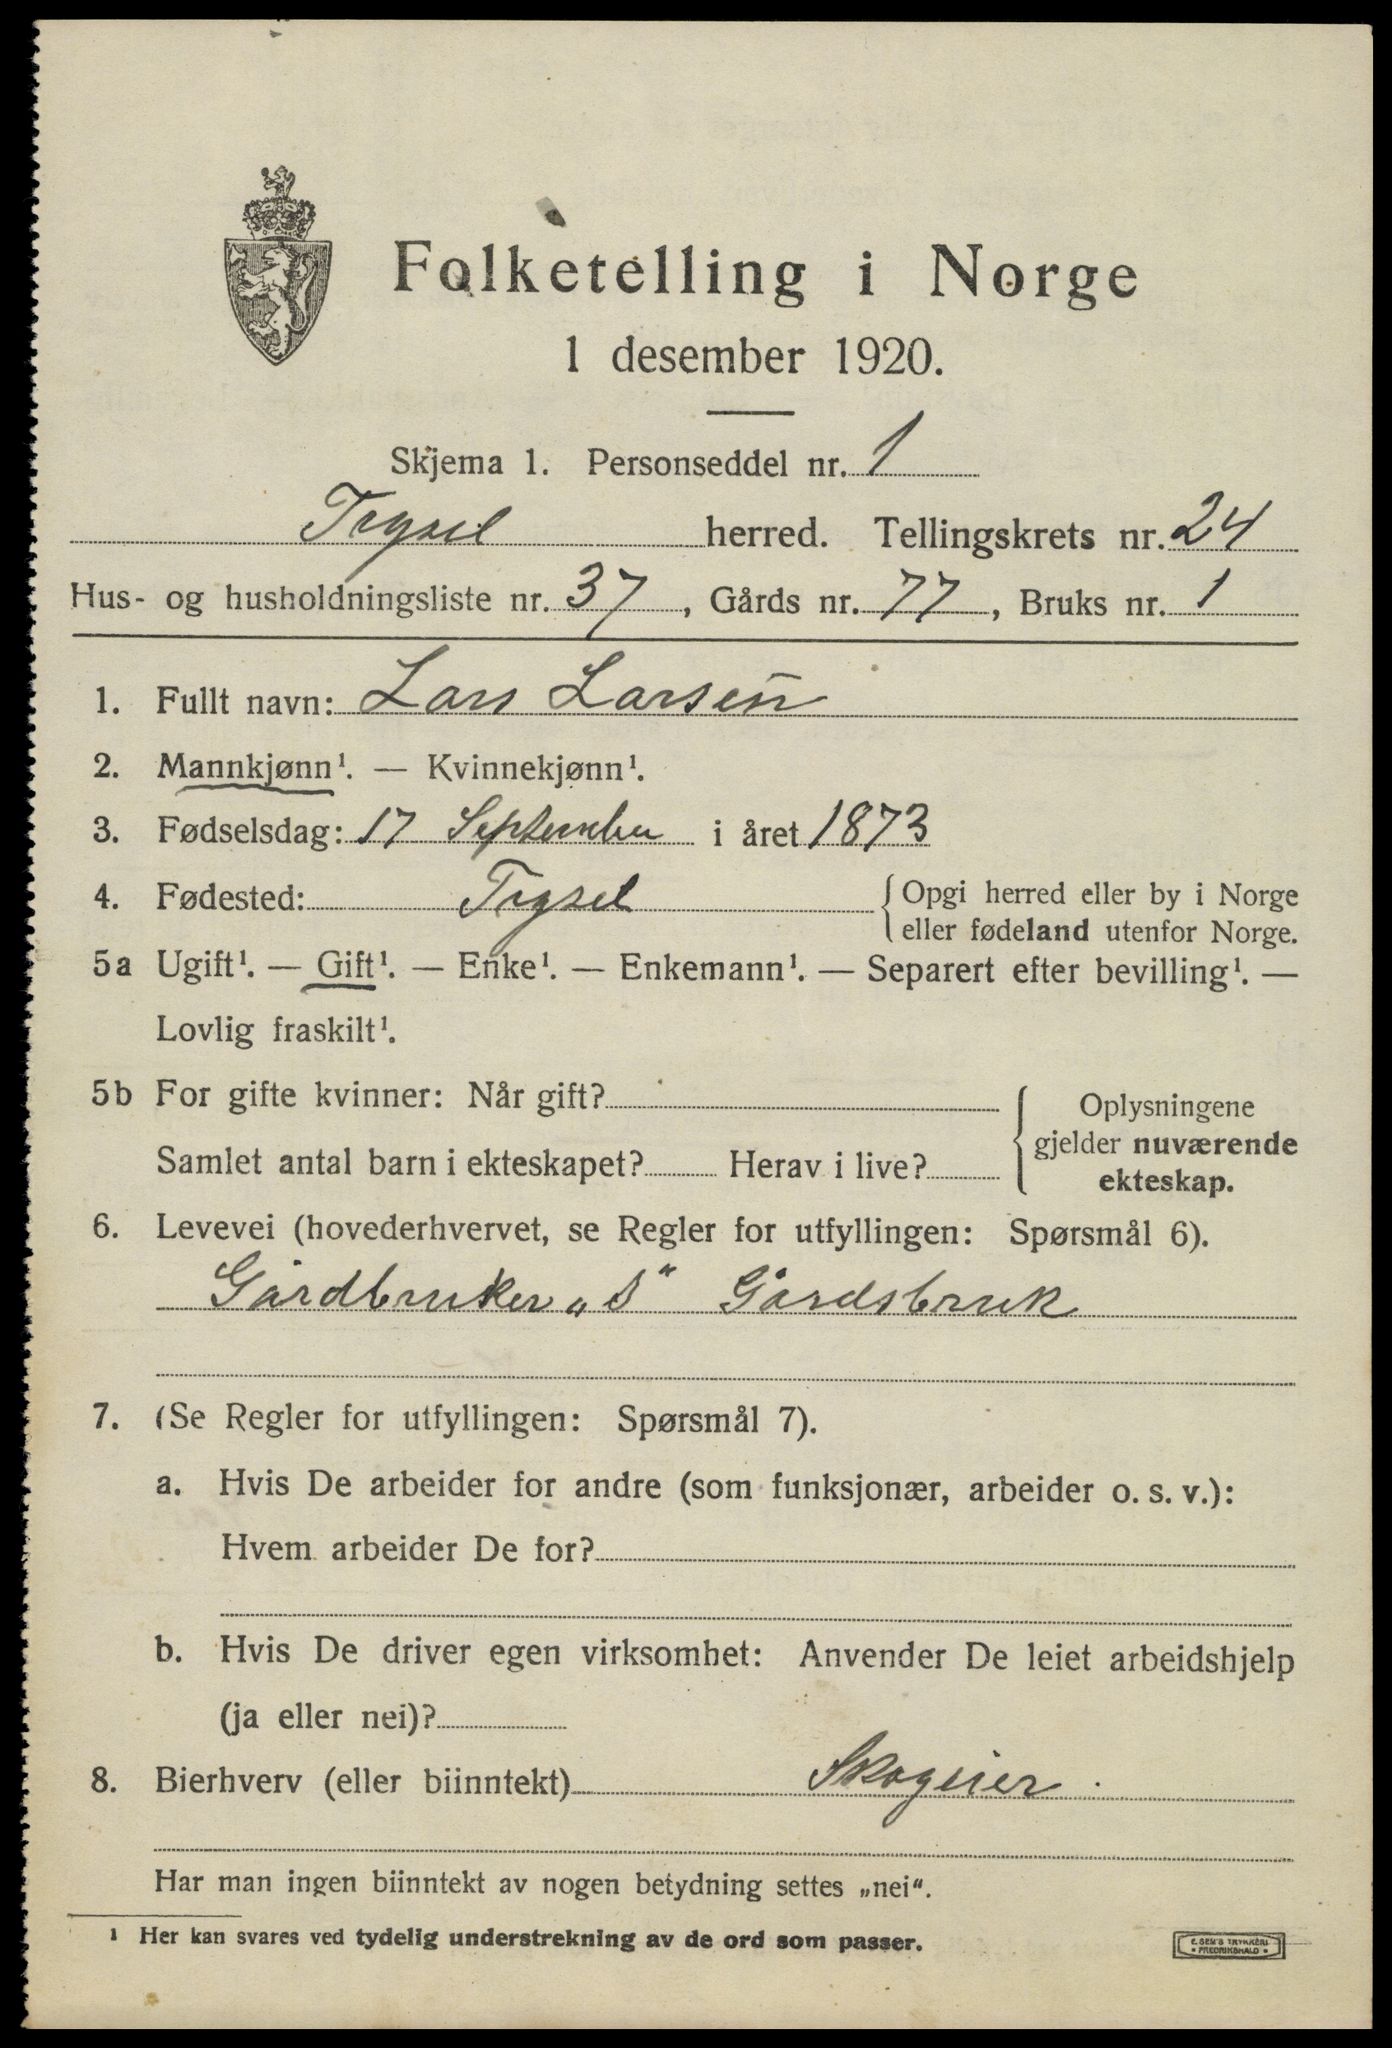 Folketelling i Norge
1 desember 1920.
Skjema 1. Personseddel nr. 1
Trysil herred. Tellingskrets nr. 24
Hus- og husholdningsliste nr. 37, Gårds nr. 77, Bruks nr. 1
1. Fullt navn: Lars Larsen
2. Mannkjønn¹. — Kvinnekjønn¹.
3. Fødselsdag: 17 September i året 1873
4. Fødested: Trysil { Opgi herred eller by i Norge
eller fødeland utenfor Norge.
5a Ugift¹. — Gift¹. — Enke¹. — Enkemann¹. — Separert efter bevilling¹. —
Lovlig fraskilt¹.
5b For gifte kvinner: Når gift?
Samlet antal barn i ekteskapet? Herav i live?
{ Oplysningene
gjelder nuværende
ekteskap.
6. Levevei (hovederhvervet, se Regler for utfyllingen: Spørsmål 6).
Gårdbruker „S“ Gårdsbruk
7. (Se Regler for utfyllingen: Spørsmål 7).
a. Hvis De arbeider for andre (som funksjonær, arbeider o. s. v.):
Hvem arbeider De for?
b. Hvis De driver egen virksomhet: Anvender De leiet arbeidshjelp
(ja eller nei)?
8. Bierhverv (eller biinntekt) Skogeier.
Har man ingen biinntekt av nogen betydning settes „nei“.
¹ Her kan svares ved tydelig understrekning av de ord som passer.
E. SEM'S TRYKKERI
• FREDRIKSHALD •